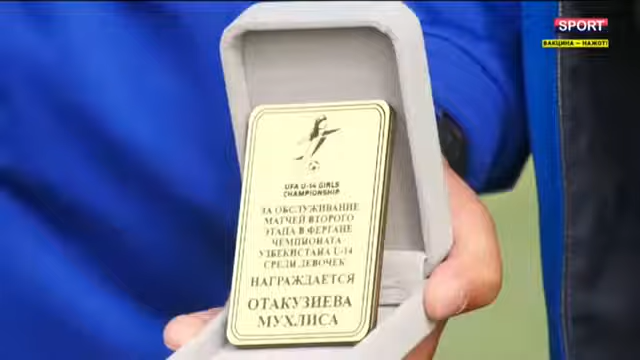 SPORT
ВАКЦИНА — НАЖОТ!
UFA U-14 GIRLS
CHAMPIONSHIP
ЗА ОБСЛУЖИВАНИЕ
МАТЧЕЙ ВТОРОГО
ЭТАПА В ФЕРГАНЕ
ЧЕМПИОНАТА
УЗБЕКИСТАНА U-14
СРЕДИ ДЕВОЧЕК
НАГРАЖДАЕТСЯ
ОТАКУЗИЕВА
МУХЛИСА